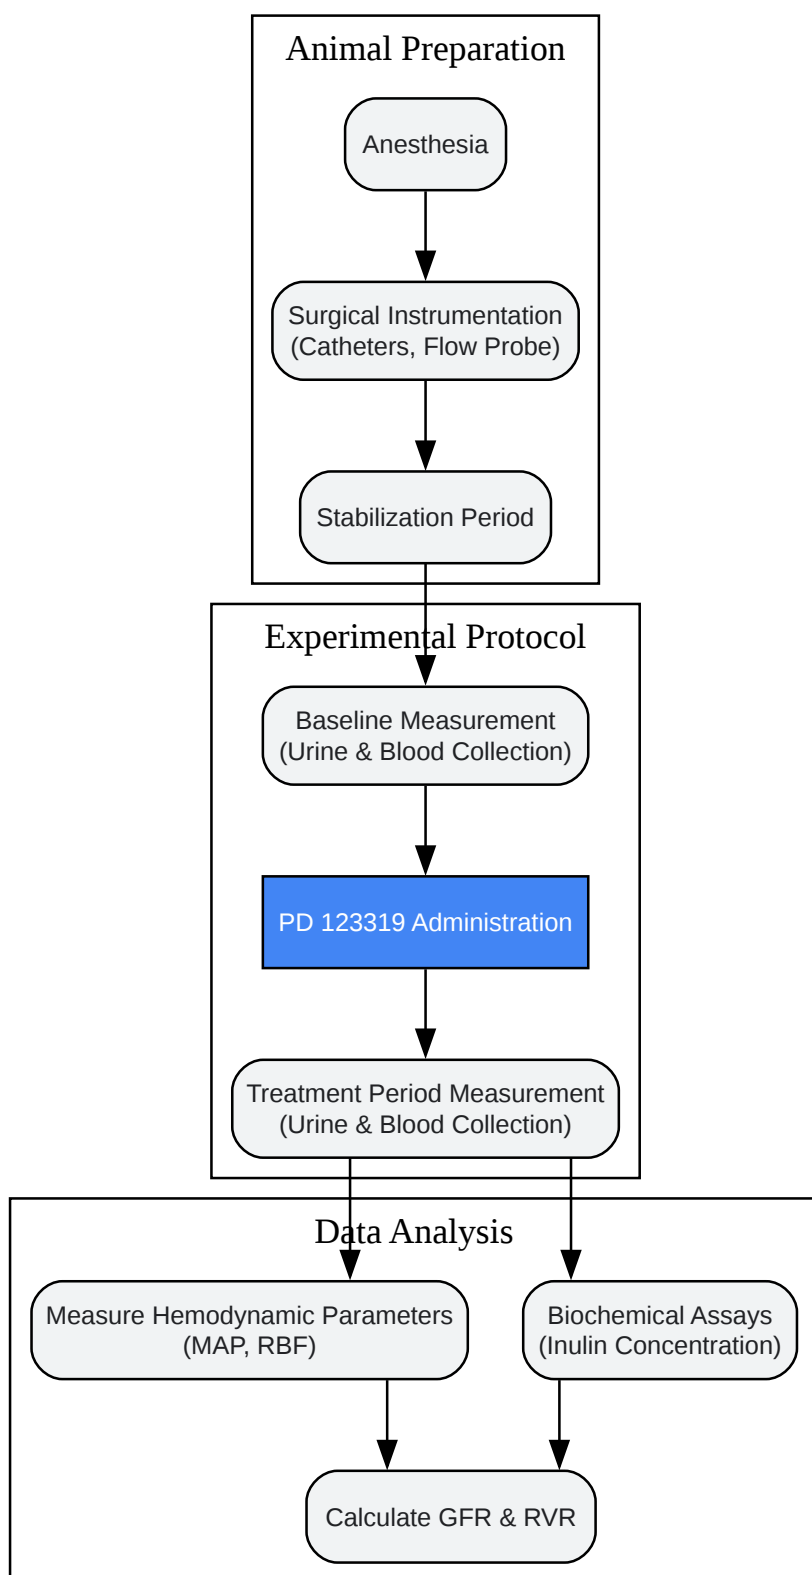 Animal Preparation
Anesthesia
Surgical Instrumentation
(Catheters, Flow Probe)
Stabilization Period
Experimental Protocol
Baseline Measurement
(Urine & Blood Collection)
PD 123319 Administration
Treatment Period Measurement
(Urine & Blood Collection)
Data Analysis
Measure Hemodynamic Parameters
(MAP, RBF)
Biochemical Assays
(Inulin Concentration)
Calculate GFR & RVR